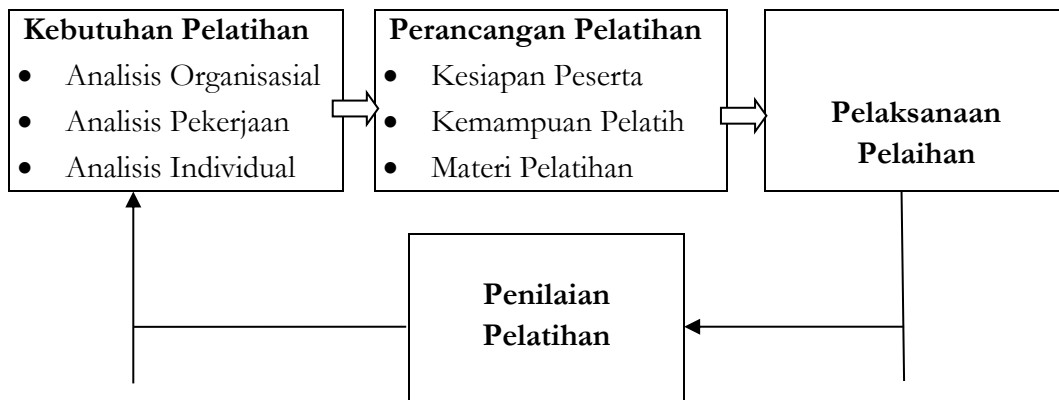 Kebutuhan Pelatihan
• Analisis Organisasial
• Analisis Pekerjaan
• Analisis Individual
Perancangan Pelatihan
• Kesiapan Peserta
• Kemampuan Pelatih
• Materi Pelatihan
Pelaksanaan
Pelaihan
Penilaian
Pelatihan